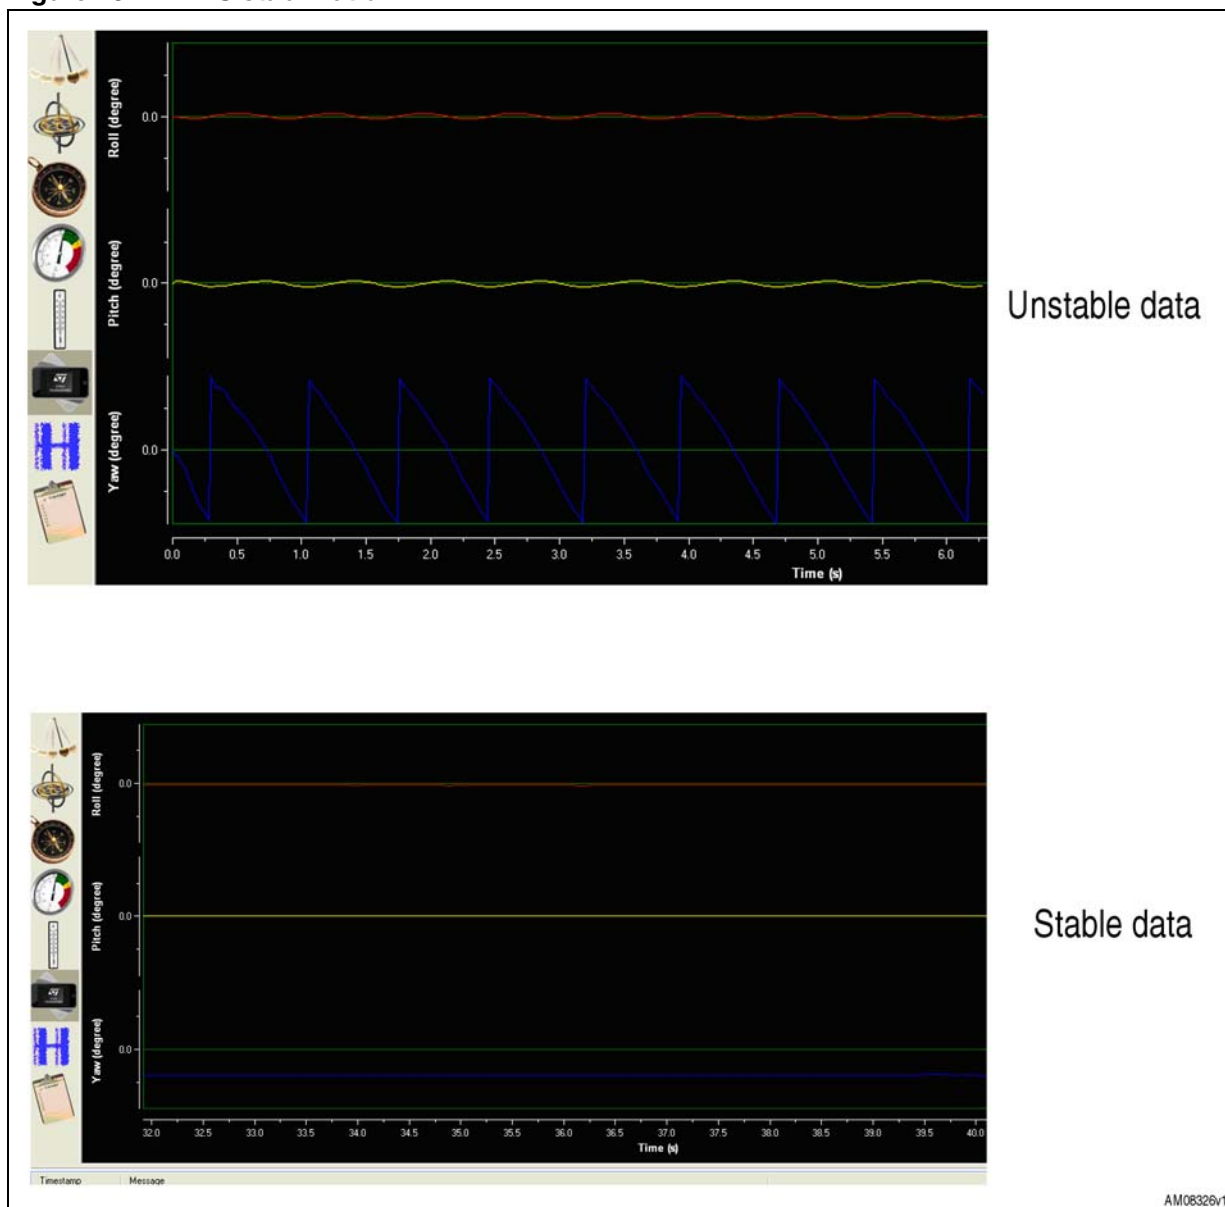 Roll (degree)
0.0
Pitch (degree)
0.0
Yaw (degree)
0.0
0.0 0.5 1.0 1.5 2.0 2.5 3.0 3.5 4.0 4.5 5.0 5.5 6.0
Time (s)
Unstable data
Roll (degree)
0.0
Pitch (degree)
0.0
Yaw (degree)
0.0
32.0 32.5 33.0 33.5 34.0 34.5 35.0 35.5 36.0 36.5 37.0 37.5 38.0 38.5 39.0 39.5 40.0
Time (s)
Stable data
Timestamp Message
AM08326v1